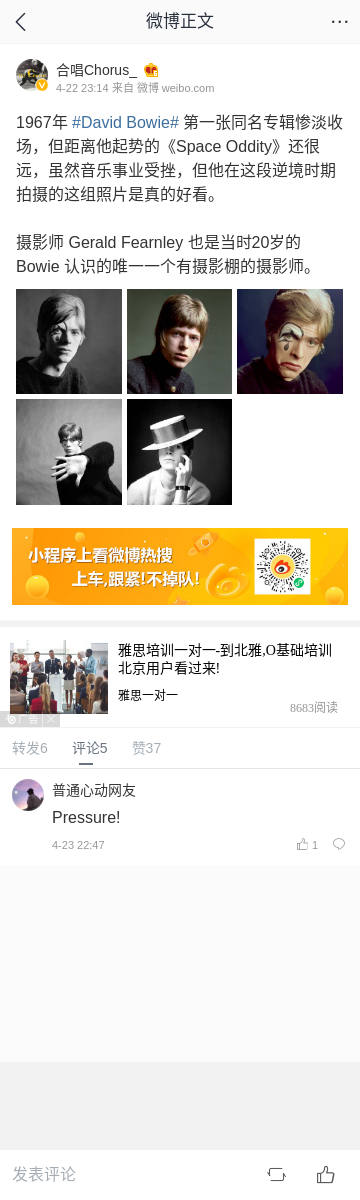 微博正文
合唱Chorus_
4-22 23:14 来自 微博 weibo.com
1967年 #David Bowie# 第一张同名专辑惨淡收
场，但距离他起势的《Space Oddity》还很
远，虽然音乐事业受挫，但他在这段逆境时期
拍摄的这组照片是真的好看。
摄影师 Gerald Fearnley 也是当时20岁的
Bowie 认识的唯一一个有摄影棚的摄影师。
小程序上看微博热搜
上车,跟紧!不掉队!
雅思培训一对一-到北雅,O基础培训
北京用户看过来!
雅思一对一
8683阅读
广告
转发6 评论5 赞37
普通心动网友
Pressure!
4-23 22:47 1
发表评论